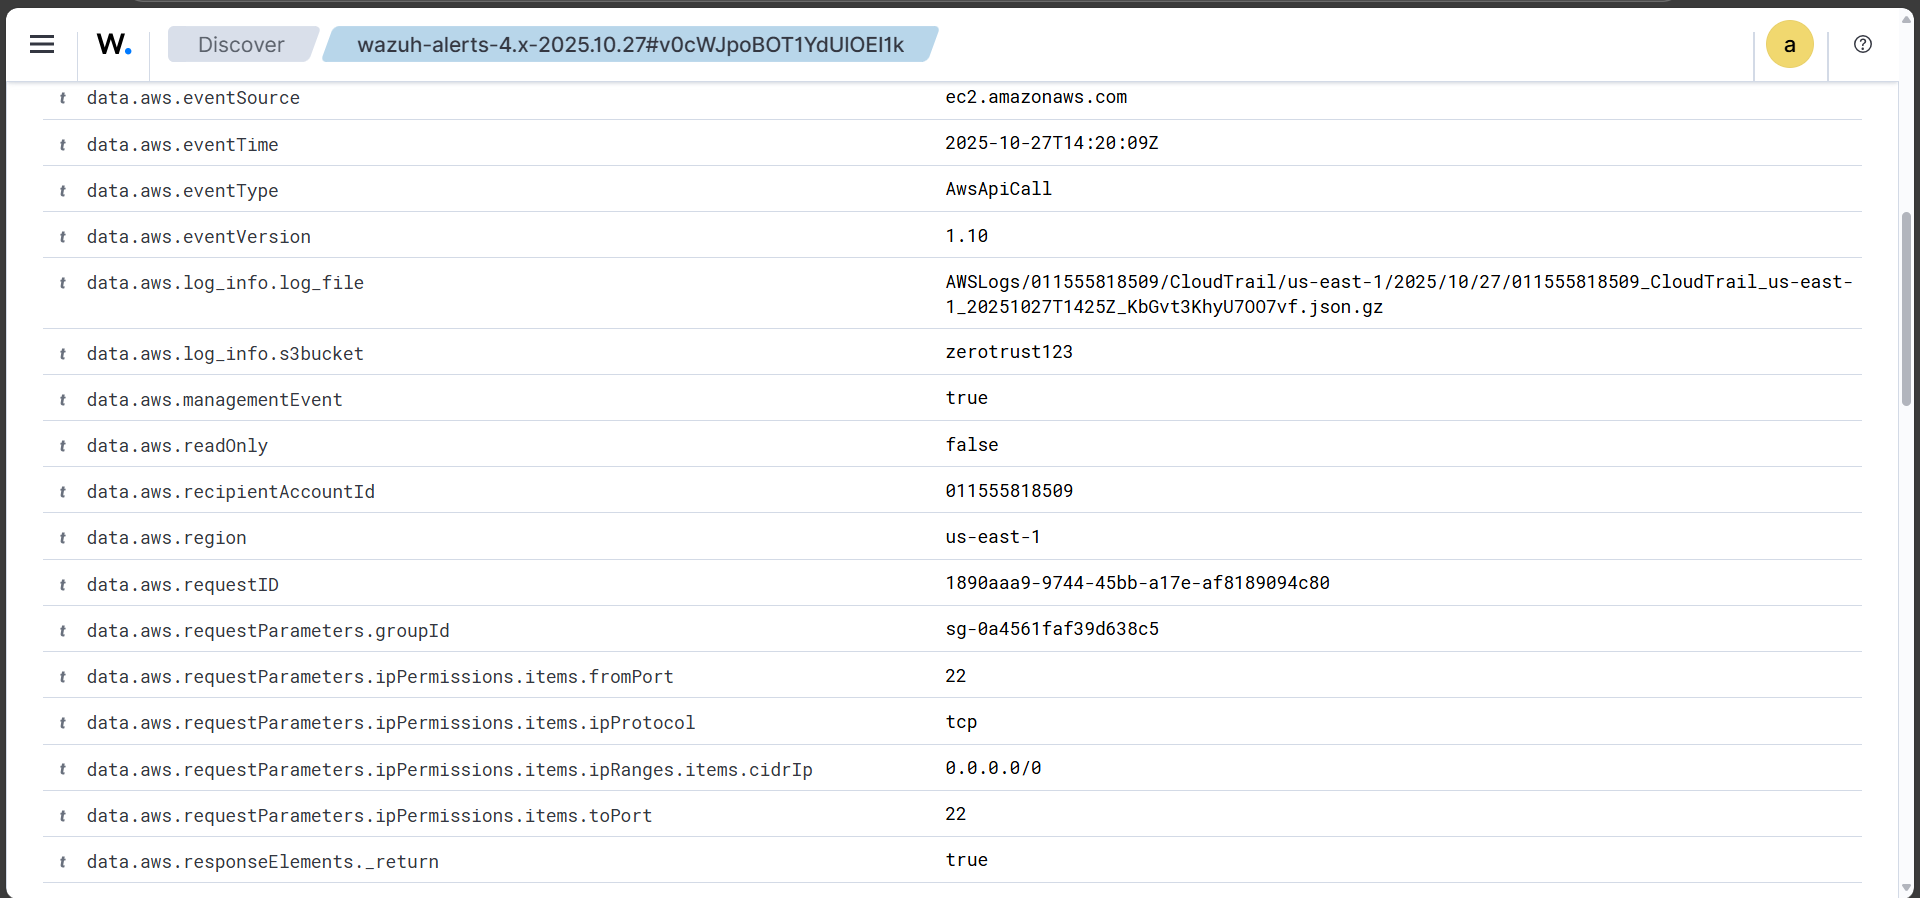 W.
Discover
wazuh-alerts-4.x-2025.10.27#v0cWJpoBOT1YdUlOEI1k
a
?
t data.aws.eventSource ec2.amazonaws.com
t data.aws.eventTime 2025-10-27T14:20:09Z
t data.aws.eventType AwsApiCall
t data.aws.eventVersion 1.10
t data.aws.log_info.log_file AWSLogs/011555818509/CloudTrail/us-east-1/2025/10/27/011555818509_CloudTrail_us-east-
1_20251027T1425Z_KbGvt3KhyU7OO7vf.json.gz
t data.aws.log_info.s3bucket zerotrust123
t data.aws.managementEvent true
t data.aws.readOnly false
t data.aws.recipientAccountId 011555818509
t data.aws.region us-east-1
t data.aws.requestID 1890aaa9-9744-45bb-a17e-af8189094c80
t data.aws.requestParameters.groupId sg-0a4561faf39d638c5
t data.aws.requestParameters.ipPermissions.items.fromPort 22
t data.aws.requestParameters.ipPermissions.items.ipProtocol tcp
t data.aws.requestParameters.ipPermissions.items.ipRanges.items.cidrIp 0.0.0.0/0
t data.aws.requestParameters.ipPermissions.items.toPort 22
t data.aws.responseElements._return true